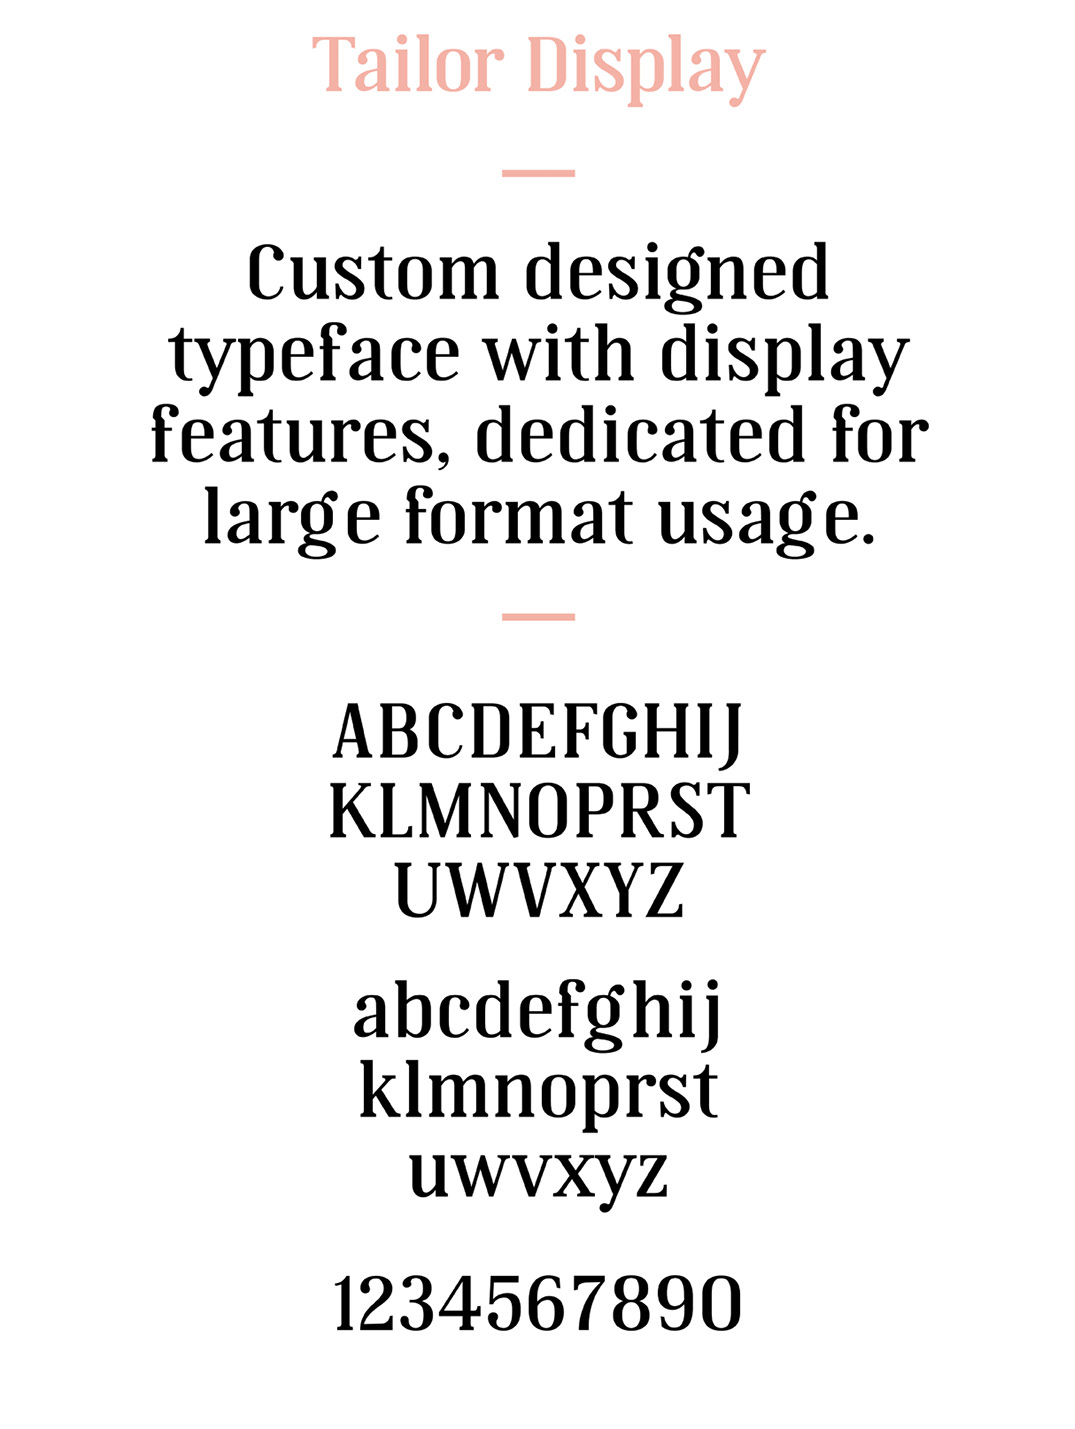 Tailor Display
Custom designed
typeface with display
features, dedicated for
large format usage.
ABCDEFGHIJ
KLMNOPRST
UWVXYZ
abcdefghij
klmnoprst
uwvxyz
1234567890